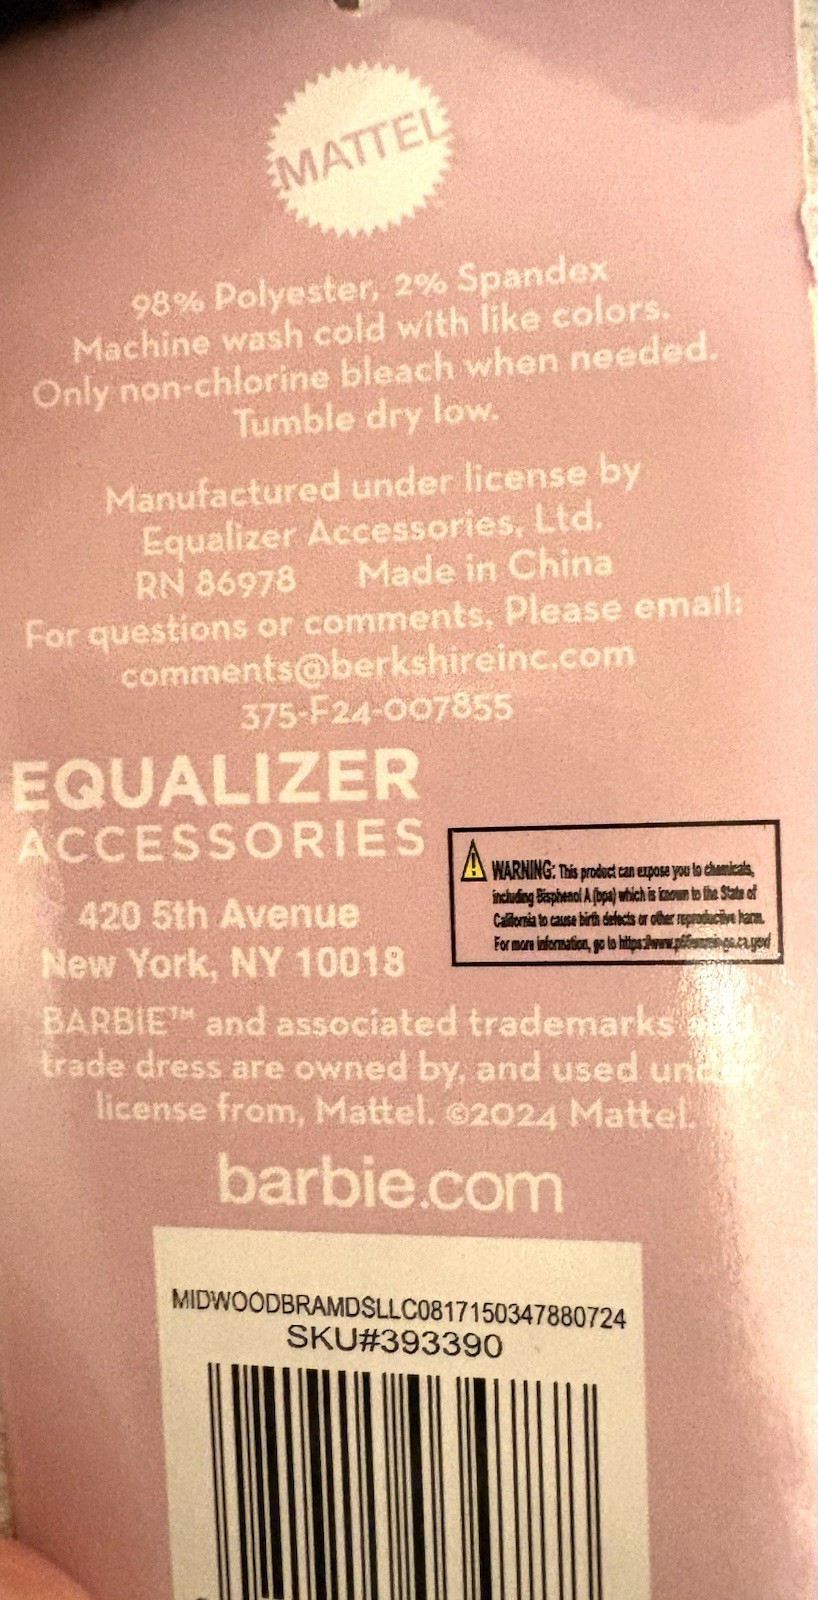 MATTEL
98% Polyester, 2% Spandex
Machine wash cold with like colors.
Only non-chlorine bleach when needed.
Tumble dry low.
Manufactured under license by
Equalizer Accessories, Ltd.
RN 86978 Made in China
For questions or comments, Please email:
comments@berkshireinc.com
375-F24-007855
EQUALIZER
ACCESSORIES
420 5th Avenue
New York, NY 10018
WARNING: This product can expose you to chemicals,
including Bisphenol A (bpa) which is known to the State of
California to cause birth defects or other reproductive harm.
For more information, go to
BARBIE™ and associated trademarks
trade dress are owned by, and used under
license from, Mattel. ©2024 Mattel.
barbie.com
MIDWOODBRAMDSLLC0817150347880724
SKU#393390